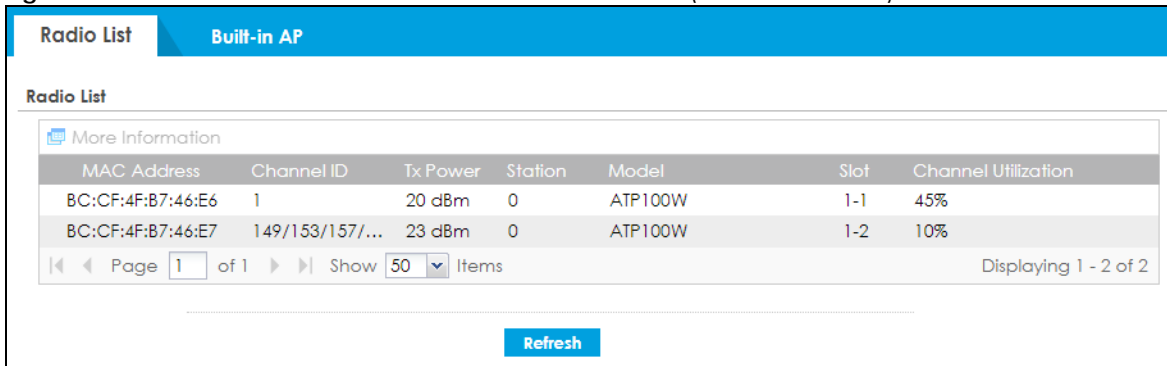 Radio List Built-in AP
Radio List
More Information
MAC Address Channel ID Tx Power Station Model Slot Channel Utilization
BC:CF:4F:B7:46:E6 1 20 dBm 0 ATP100W 1-1 45%
BC:CF:4F:B7:46:E7 149/153/157/... 23 dBm 0 ATP100W 1-2 10%
Page 1 of 1 Show 50 Items Displaying 1 - 2 of 2
Refresh